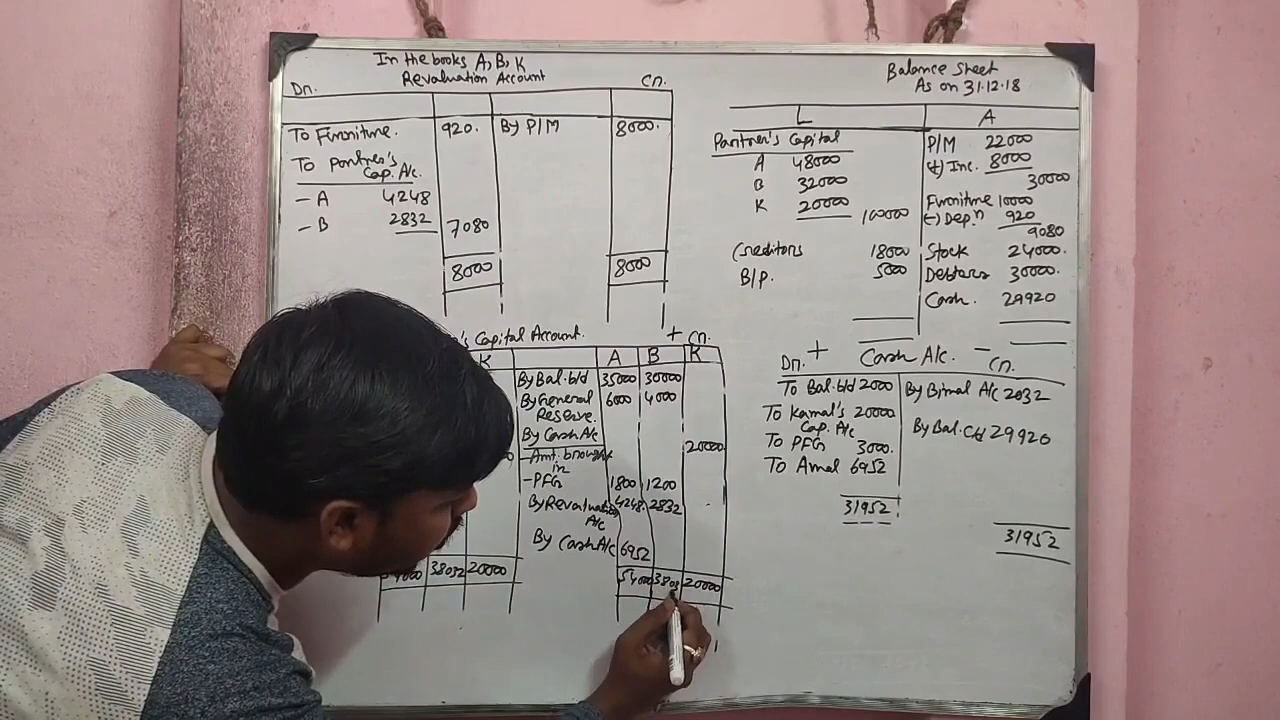 In the books A, B, K
Revaluation Account
Dr. Cr.
To Furniture. 920. By P/M 8000.
To Partner's
Cap. A/c.
- A 4248
- B 2832 7080
8000 8000
Balance Sheet
As on 31.12.18
L A
Partner's Capital
A 48000
B 32000
K 20000
100000
Creditors 18000
B/P. 5000
P/M 22000
(+) Inc. 8000
30000
Furniture 10000
(-) Dep.n 920
9080
Stock 24000.
Debtors 30000.
Cash. 29920
's Capital Account. + Cr.
K A B K
By Bal. b/d 35000 30000
By General 6000 4000
Reserve.
By Cash A/c 20000
- Amt. brought
in
- PFG 1800 1200
By Revaluation 4248 2832
A/c
By Cash A/c 6952
54000 38032 20000 54000 3803 20000
Dr. + Cash A/c. - Cr.
To Bal. b/d 2000 By Bimal A/c 2032
To Kamal's 20000
Cap. A/c
By Bal. c/d 29920
To PFG 3000.
To Amal 6952
31952
31952